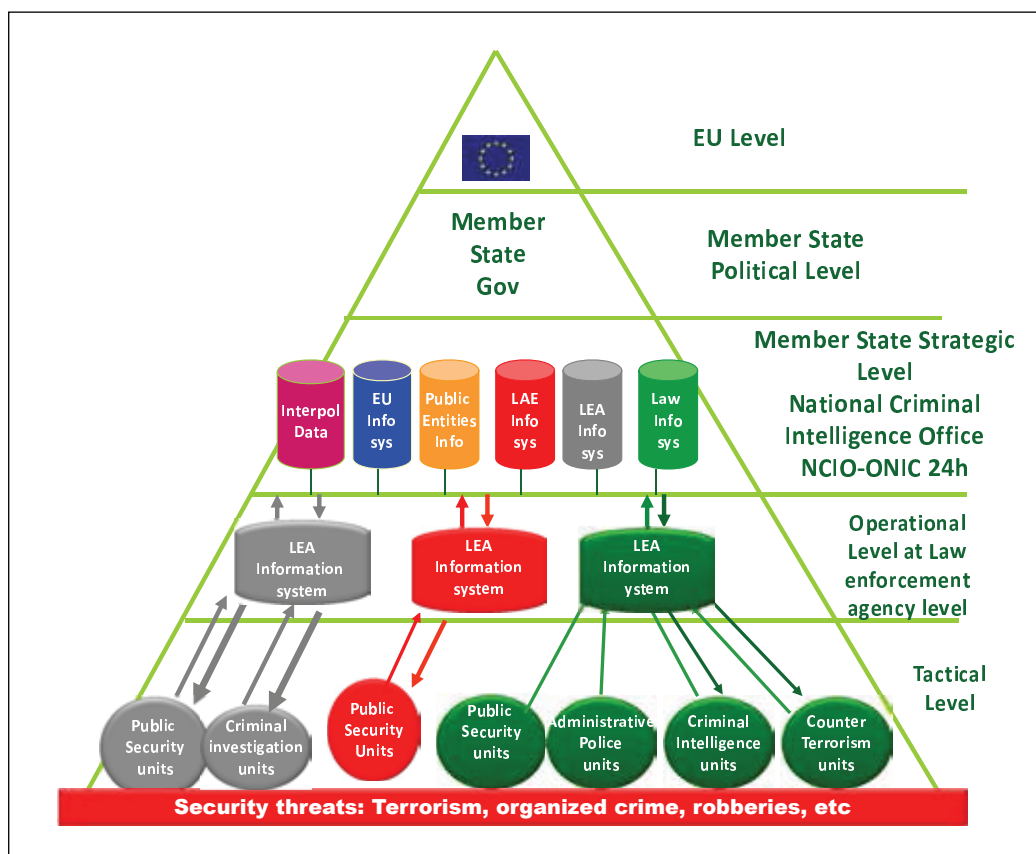 EU Level
Member
State
Gov
Member State
Political Level
Member State Strategic
Level
National Criminal
Intelligence Office
NCIO-ONIC 24h
Interpol
Data
EU
Info
sys
Public
Entities
Info
LAE
Info
sys
LEA
Info
sys
Law
Info
sys
LEA
Information
system
LEA
Information
system
LEA
Information
ystem
Operational
Level at Law
enforcement
agency level
Tactical
Level
Public
Security
units
Criminal
investigation
units
Public
Security
Units
Public
Security
units
Administrative
Police
units
Criminal
Intelligence
units
Counter
Terrorism
units
Security threats: Terrorism, organized crime, robberies, etc